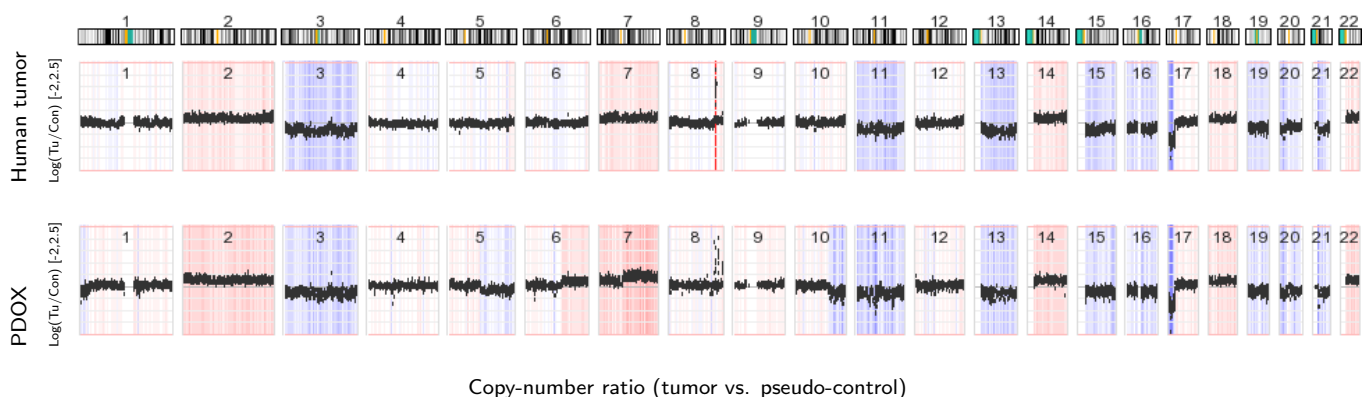 1 2 3 4 5 6 7 8 9 10 11 12 13 14 15 16 17 18 19 20 21 22
Human tumor
Log(Tu/Con) [-2,2.5]
1 2 3 4 5 6 7 8 9 10 11 12 13 14 15 16 17 18 19 20 21 22
PDOX
Log(Tu/Con) [-2,2.5]
1 2 3 4 5 6 7 8 9 10 11 12 13 14 15 16 17 18 19 20 21 22
Copy-number ratio (tumor vs. pseudo-control)